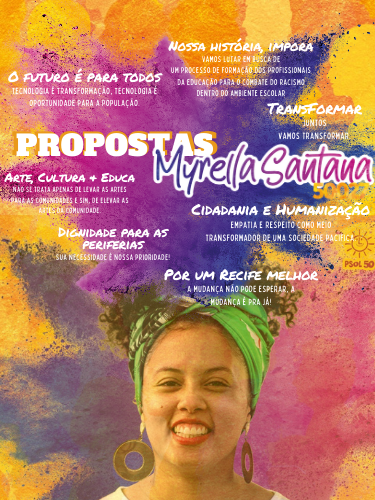 Nossa história, impora
Vamos lutar em busca de
um processo de formação dos profissionais
da educação para o combate do racismo
dentro do ambiente escolar
O futuro é para todos
Tecnologia é transformação, tecnologia é
oportunidade para a população
Transformar
juntos
vamos transformar
PROPOSTAS
Myrella Santana
50
Arte, Cultura + Educa
Não se trata apenas de levar as artes
para as comunidades e sim, de elevar as
artes da comunidade.
Cidadania e Humanização
Empatia e respeito como meio
transformador de uma sociedade pacífica
Dignidade para as
periferias
Sua necessidade é nossa prioridade!
PSOL 50
Por um Recife melhor
A mudança não pode esperar, a
mudança é pra já!